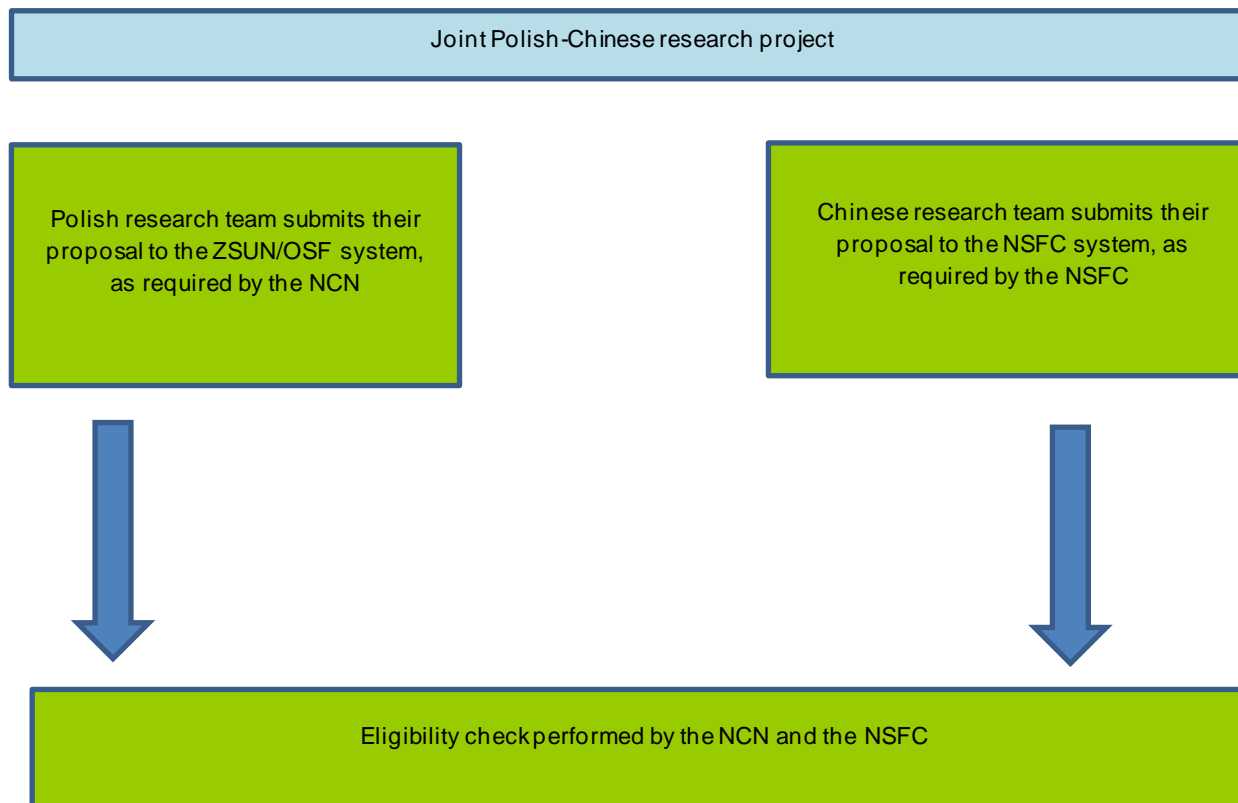 Joint Polish-Chinese research project
Polish research team submits their
proposal to the ZSUN/OSF system,
as required by the NCN
Chinese research team submits their
proposal to the NSFC system, as
required by the NSFC
Eligibility check performed by the NCN and the NSFC